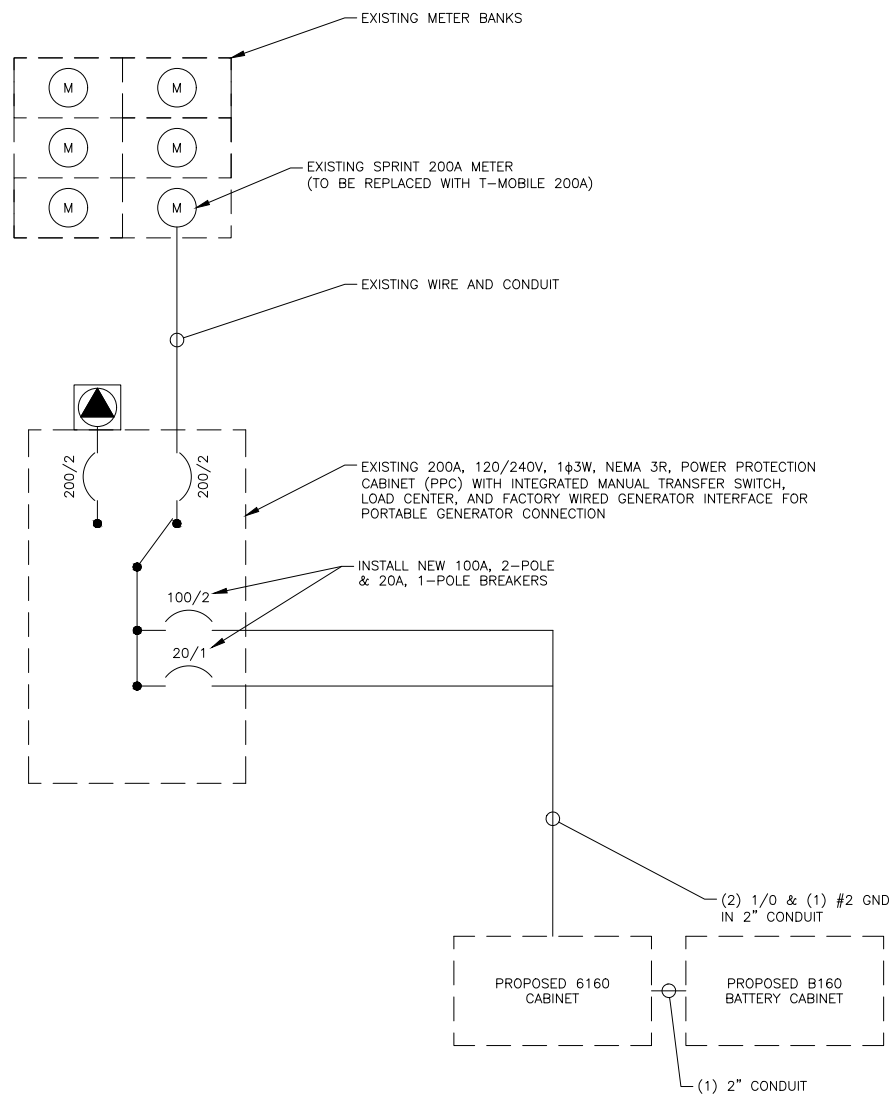 EXISTING METER BANKS
M M
M M
EXISTING SPRINT 200A METER
(TO BE REPLACED WITH T-MOBILE 200A)
M M
EXISTING WIRE AND CONDUIT
200/2 200/2
EXISTING 200A, 120/240V, 1ϕ3W, NEMA 3R, POWER PROTECTION
CABINET (PPC) WITH INTEGRATED MANUAL TRANSFER SWITCH,
LOAD CENTER, AND FACTORY WIRED GENERATOR INTERFACE FOR
PORTABLE GENERATOR CONNECTION
INSTALL NEW 100A, 2-POLE
& 20A, 1-POLE BREAKERS
100/2
20/1
(2) 1/0 & (1) #2 GND
IN 2" CONDUIT
PROPOSED 6160
CABINET
PROPOSED B160
BATTERY CABINET
(1) 2" CONDUIT